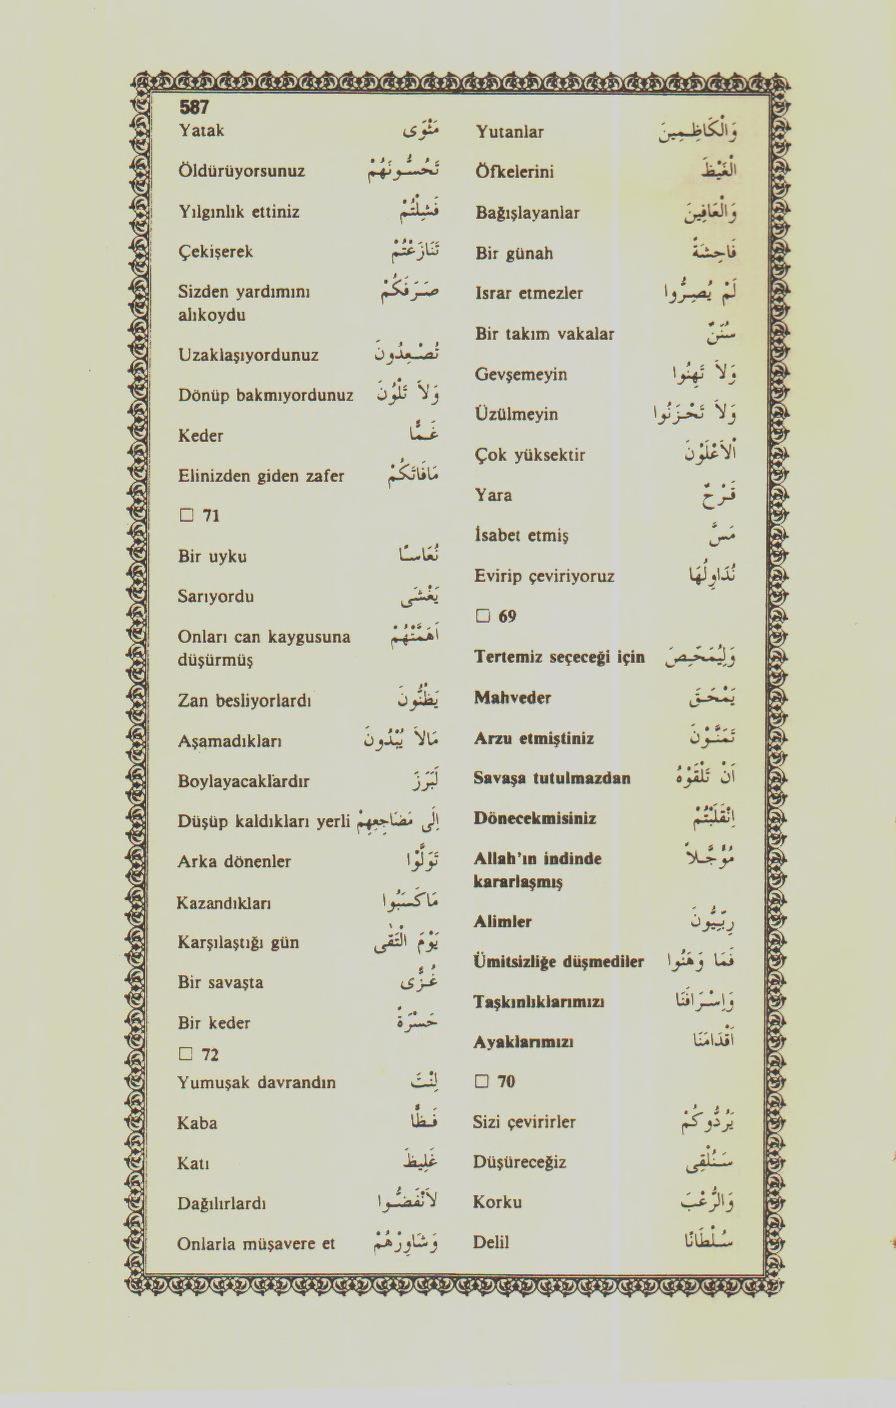 587
Yutanlar وَالْكَاظِمِينَ
Öfkelerini الْغَيْظَ
Bağışlayanlar وَالْعَافِينَ
Bir günah فَاحِشَةً
Israr etmezler لَمْ يُصِرُّوا
Bir takım vakalar سُنَنٌ
Gevşemeyin وَلاَ تَهِنُوا
Üzülmeyin وَلاَ تَحْزَنُوا
Çok yüksektir اْلاَعْلَوْنَ
Yara قَرْحٌ
İsabet etmiş مَسَّ
Evirip çeviriyoruz نُدَاوِلُهَا
□ 69
Tertemiz seçeceği için وَلِيُمَحِّصَ
Mahveder يَمْحَقَ
Arzu etmiştiniz تَمَنَّوْنَ
Savaşa tutulmazdan اَنْ تَلْقَوْهُ
Dönecekmisiniz اِنْقَلَبْتُمْ
Allah'ın indinde
kararlaşmış مُؤَجَّلاً
Alimler رِبِّيُّونَ
Ümitsizliğe düşmediler فَمَا وَهَنُوا
Taşkınlıklarımızı وَاِسْرَافَنَا
Ayaklarımızı اَقْدَامَنَا
□ 70
Sizi çevirirler يَرُدُّوكُمْ
Düşüreceğiz سَنُلْقِى
Korku وَالرُّعْبَ
Delil سُلْطَانًا
Yatak مَثْوَى
Öldürüyorsunuz تَحُسُّونَهُمْ
Yılgınlık ettiniz فَشِلْتُمْ
Çekişerek تَنَازَعْتُمْ
Sizden yardımını
alıkoydu صَرَفَكُمْ
Uzaklaşıyordunuz تُصْعِدُونَ
Dönüp bakmıyordunuz وَلاَ تَلْوُنَ
Keder غَمًّا
Elinizden giden zafer مَافَاتَكُمْ
□ 71
Bir uyku نُعَاسًا
Sarıyordu يَغْشَى
Onları can kaygusuna
düşürmüş اَهَمَّتْهُمْ
Zan besliyorlardı يَظُنُّونَ
Aşamadıkları مَالاَ يُبْدُونَ
Boylayacaklardır لَبَرَزَ
Düşüp kaldıkları yerli اِلَى مَضَاجِعِهِمْ
Arka dönenler تَوَلَّوْا
Kazandıkları مَاكَسَبُوا
Karşılaştığı gün يَوْمَ الْتَقَى
Bir savaşta غُزًّى
Bir keder حَسْرَةً
□ 72
Yumuşak davrandın لِنْتَ
Kaba فَظًّا
Katı غَلِيظَ
Dağılırlardı لاَنْفَضُّوا
Onlarla müşavere et وَشَاوِرْهُمْ